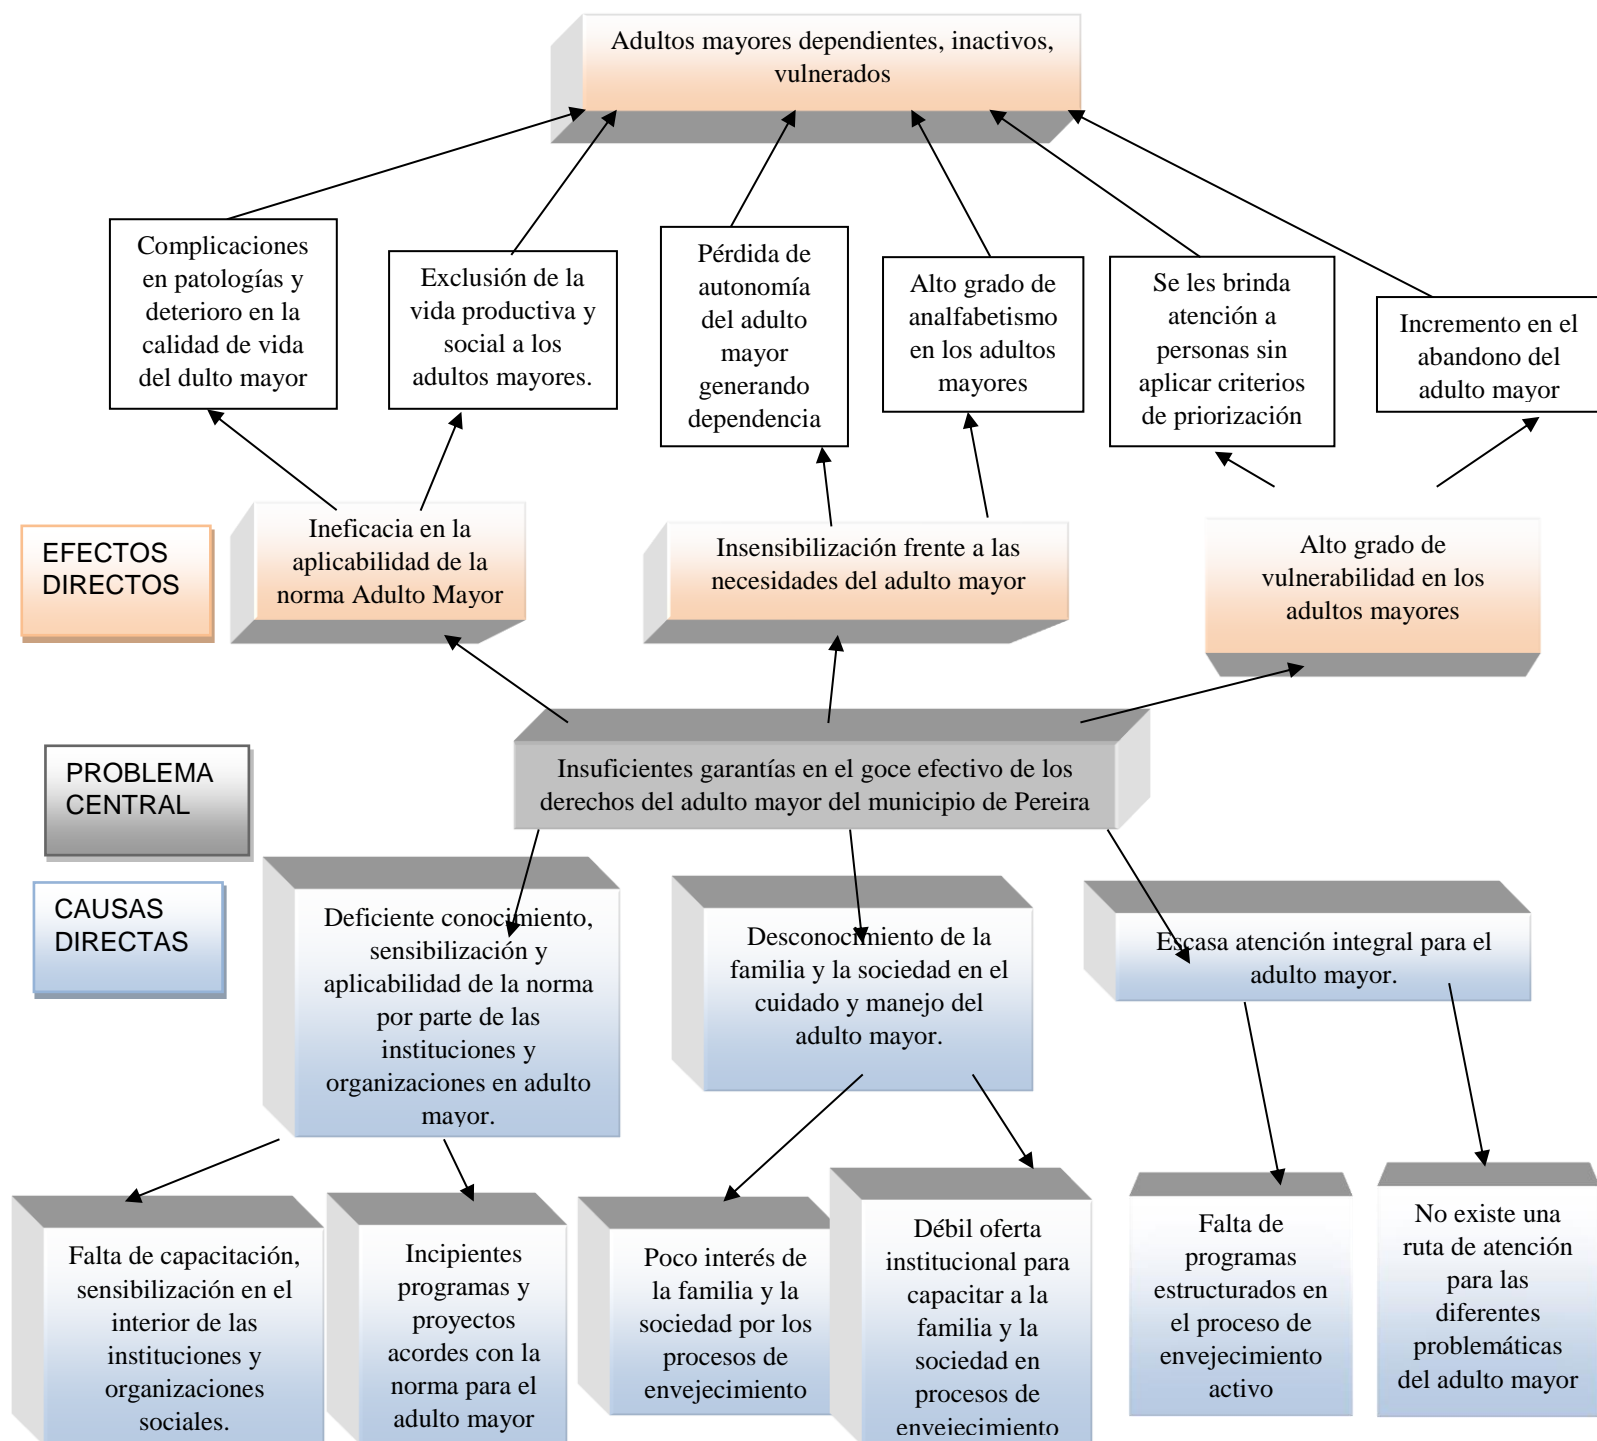 Adultos mayores dependientes, inactivos,
vulnerados
Complicaciones
en patologías y
deterioro en la
calidad de vida
del dulto mayor
Exclusión de la
vida productiva y
social a los
adultos mayores.
Pérdida de
autonomía
del adulto
mayor
generando
dependencia
Alto grado de
analfabetismo
en los adultos
mayores
Se les brinda
atención a
personas sin
aplicar criterios
de priorización
Incremento en el
abandono del
adulto mayor
EFECTOS
DIRECTOS
Ineficacia en la
aplicabilidad de la
norma Adulto Mayor
Insensibilización frente a las
necesidades del adulto mayor
Alto grado de
vulnerabilidad en los
adultos mayores
PROBLEMA
CENTRAL
Insuficientes garantías en el goce efectivo de los
derechos del adulto mayor del municipio de Pereira
CAUSAS
DIRECTAS
Deficiente conocimiento,
sensibilización y
aplicabilidad de la norma
por parte de las
instituciones y
organizaciones en adulto
mayor.
Desconocimiento de la
familia y la sociedad en el
cuidado y manejo del
adulto mayor.
Escasa atención integral para el
adulto mayor.
Falta de capacitación,
sensibilización en el
interior de las
instituciones y
organizaciones
sociales.
Incipientes
programas y
proyectos
acordes con la
norma para el
adulto mayor
Poco interés de
la familia y la
sociedad por los
procesos de
envejecimiento
Débil oferta
institucional para
capacitar a la
familia y la
sociedad en
procesos de
envejecimiento
Falta de
programas
estructurados en
el proceso de
envejecimiento
activo
No existe una
ruta de atención
para las
diferentes
problemáticas
del adulto mayor